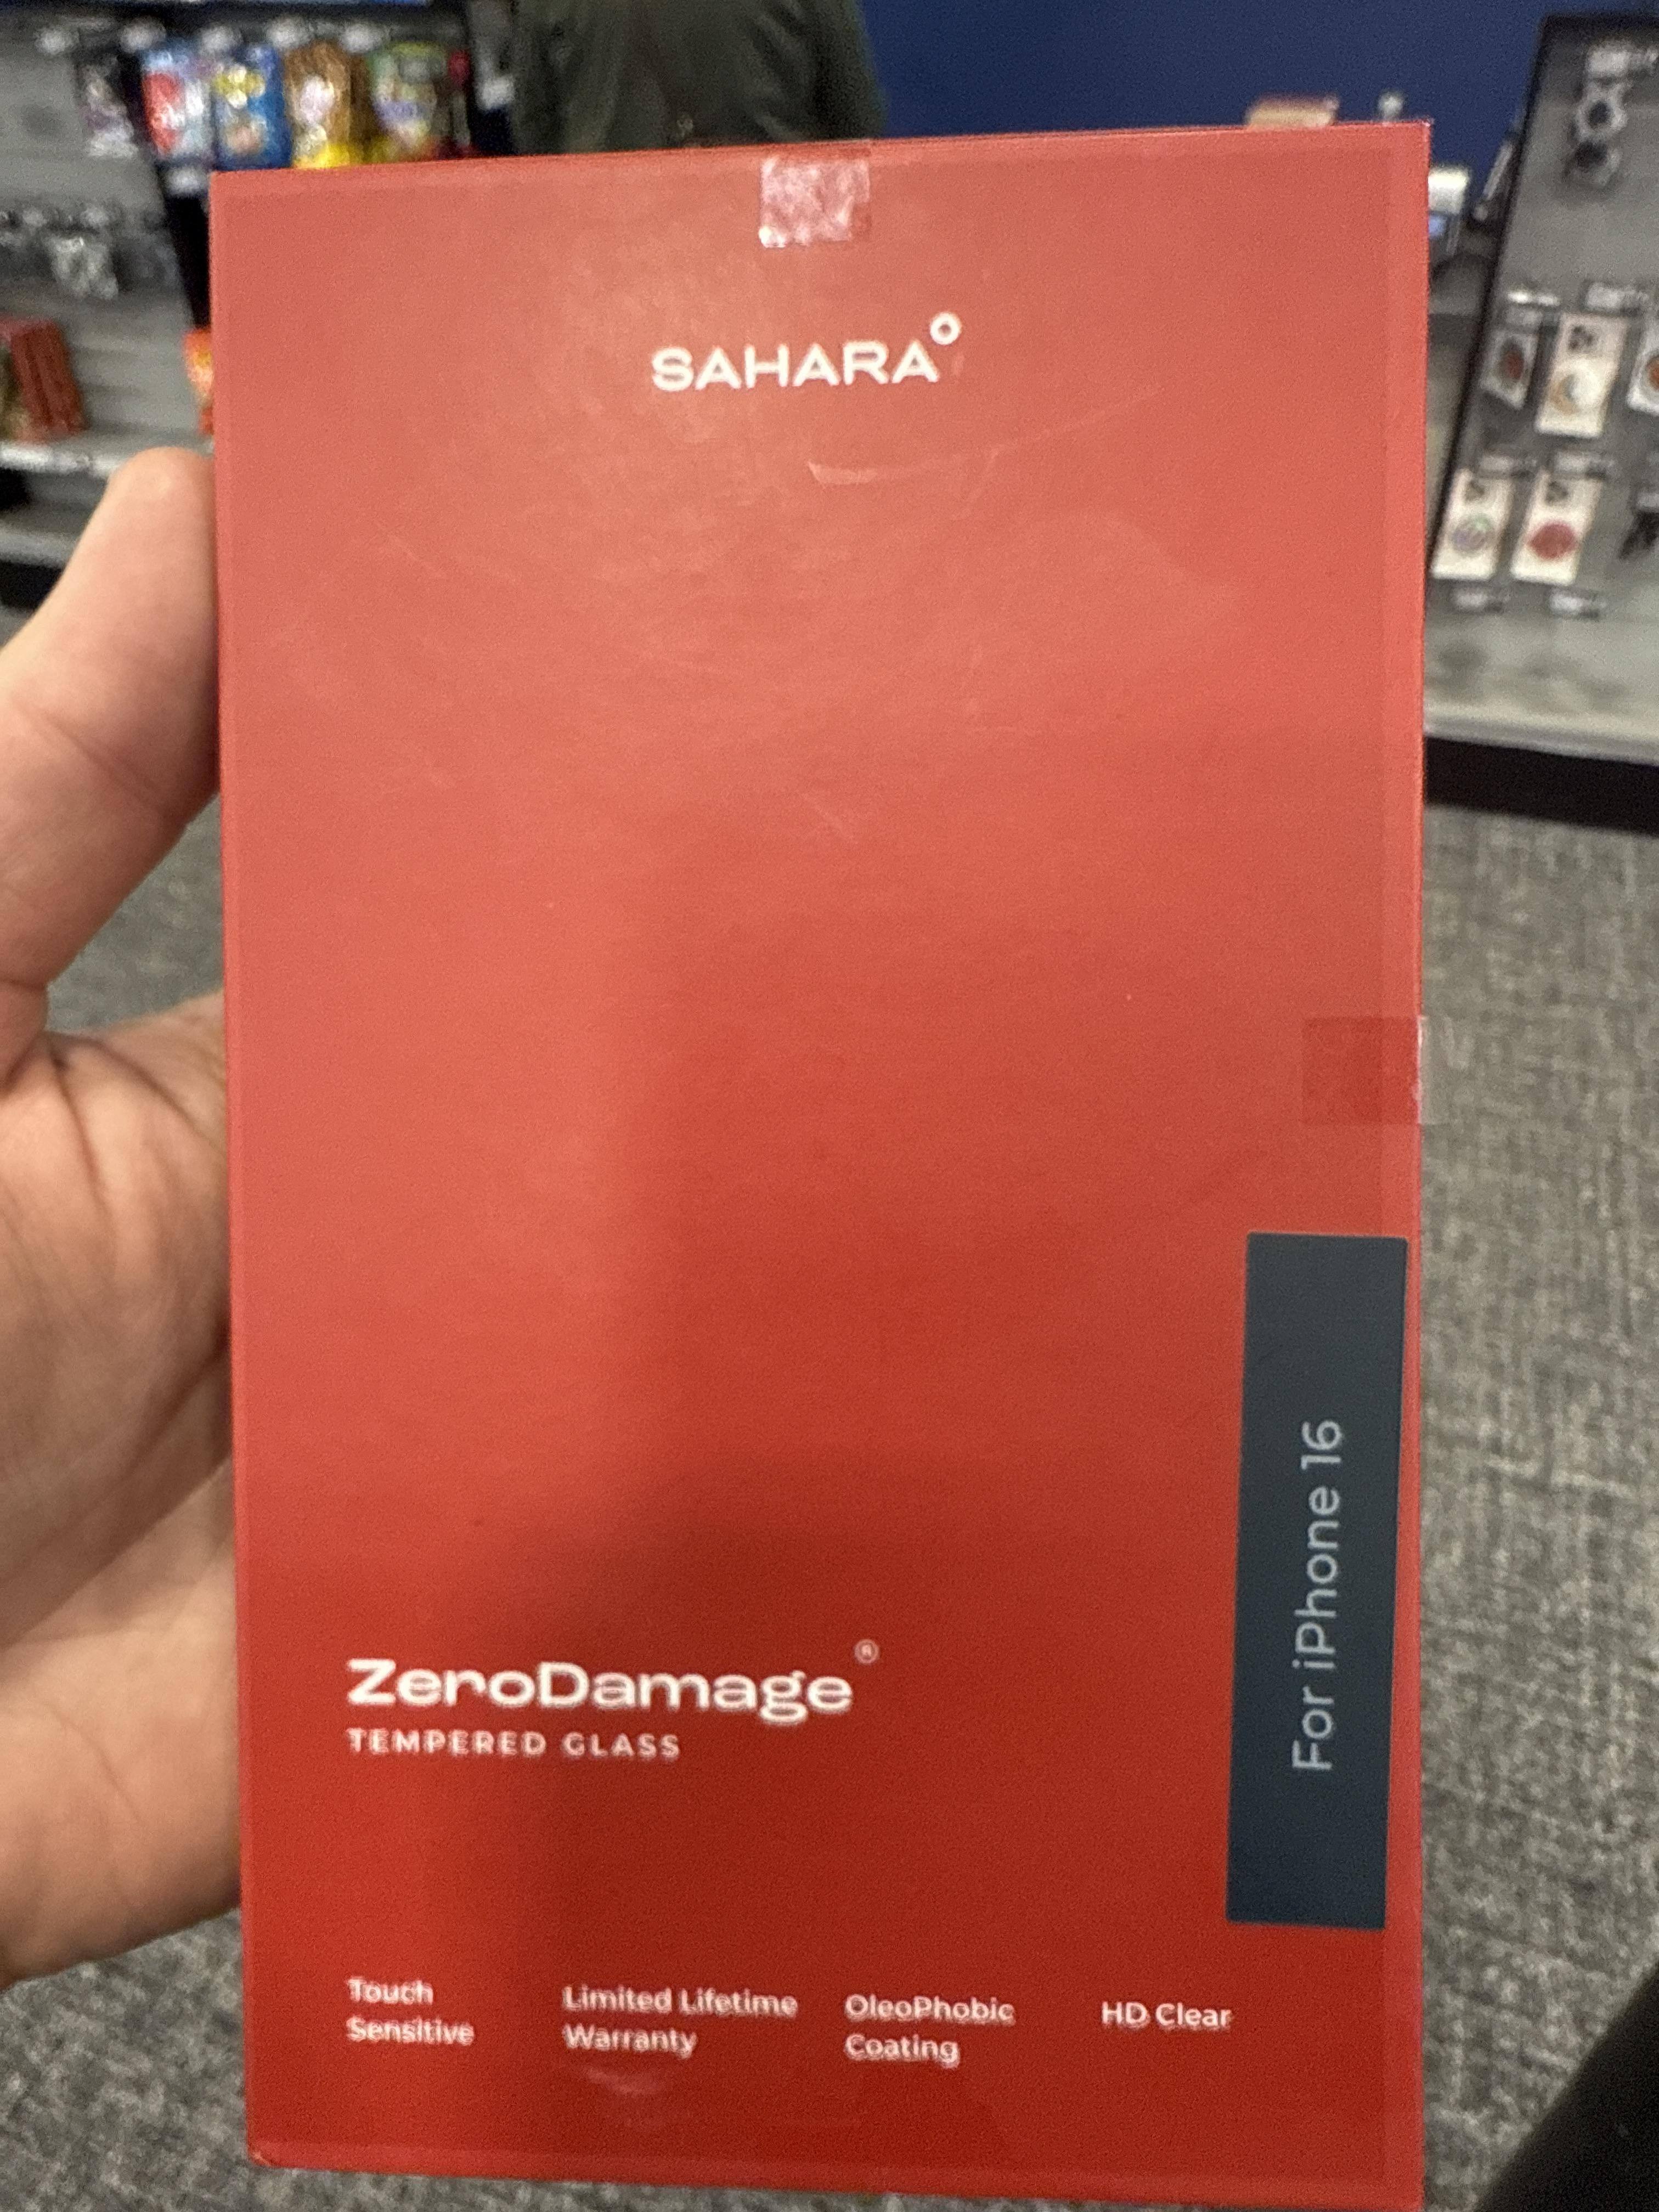 SAHARA°
For iPhone 16
ZeroDamage®
TEMPERED GLASS
Touch
Sensitive
Limited Lifetime
Warranty
OleoPhobic
Coating
HD Clear